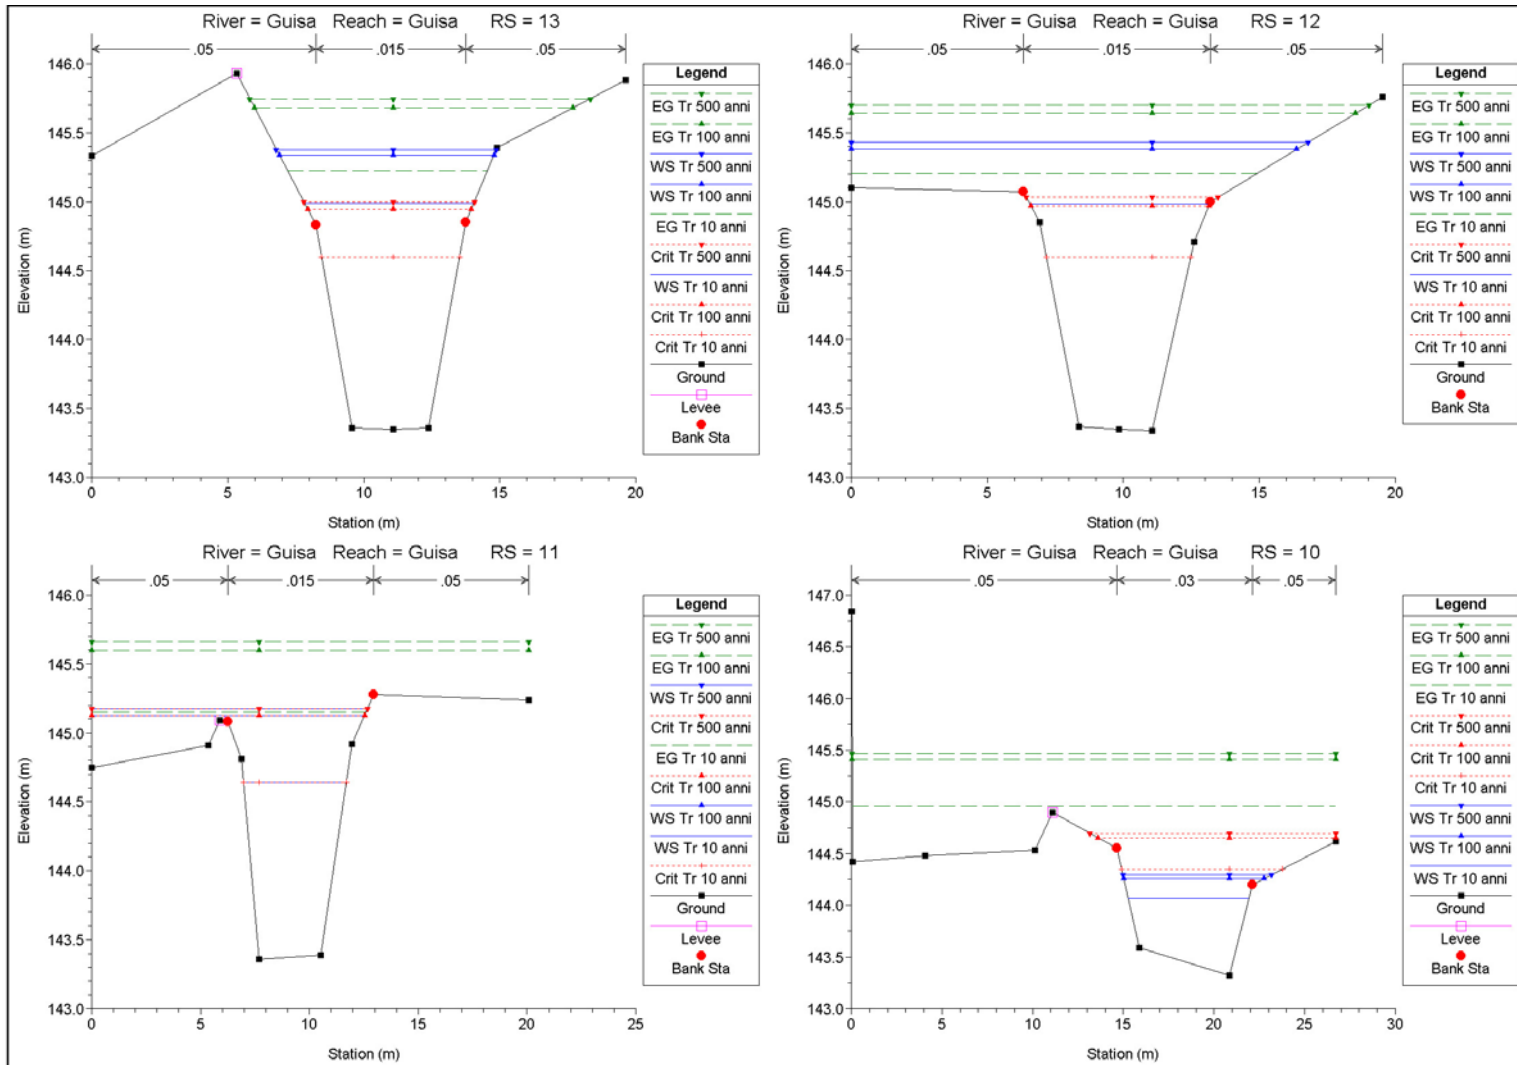 River = Guisa Reach = Guisa RS = 13
.05 .015 .05
146.0
145.5
145.0
144.5
144.0
143.5
143.0
Elevation (m)
0 5 10 15 20
Station (m)
Legend
EG Tr 500 anni
EG Tr 100 anni
WS Tr 500 anni
WS Tr 100 anni
EG Tr 10 anni
Crit Tr 500 anni
WS Tr 10 anni
Crit Tr 100 anni
Crit Tr 10 anni
Ground
Levee
Bank Sta
River = Guisa Reach = Guisa RS = 12
.05 .015 .05
146.0
145.5
145.0
144.5
144.0
143.5
143.0
Elevation (m)
0 5 10 15 20
Station (m)
Legend
EG Tr 500 anni
EG Tr 100 anni
WS Tr 500 anni
WS Tr 100 anni
EG Tr 10 anni
Crit Tr 500 anni
WS Tr 10 anni
Crit Tr 100 anni
Crit Tr 10 anni
Ground
Bank Sta
River = Guisa Reach = Guisa RS = 11
.05 .015 .05
146.0
145.5
145.0
144.5
144.0
143.5
143.0
Elevation (m)
0 5 10 15 20 25
Station (m)
Legend
EG Tr 500 anni
EG Tr 100 anni
WS Tr 500 anni
Crit Tr 500 anni
EG Tr 10 anni
Crit Tr 100 anni
WS Tr 100 anni
WS Tr 10 anni
Crit Tr 10 anni
Ground
Levee
Bank Sta
River = Guisa Reach = Guisa RS = 10
.05 .03 .05
147.0
146.5
146.0
145.5
145.0
144.5
144.0
143.5
143.0
Elevation (m)
0 5 10 15 20 25 30
Station (m)
Legend
EG Tr 500 anni
EG Tr 100 anni
EG Tr 10 anni
Crit Tr 500 anni
Crit Tr 100 anni
Crit Tr 10 anni
WS Tr 500 anni
WS Tr 100 anni
WS Tr 10 anni
Ground
Levee
Bank Sta